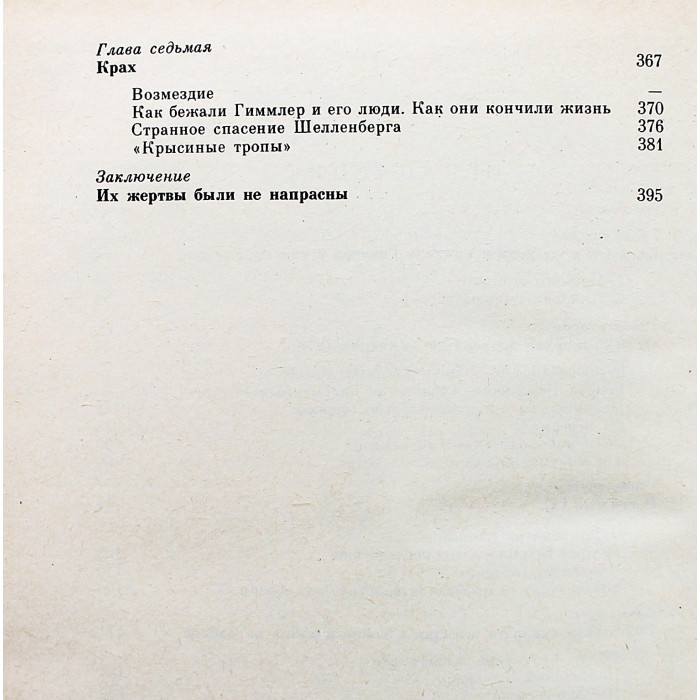 Глава седьмая
Крах 367
Возмездие —
Как бежали Гиммлер и его люди. Как они кончили жизнь 370
Странное спасение Шелленберга 376
«Крысиные тропы» 381
Заключение
Их жертвы были не напрасны 395